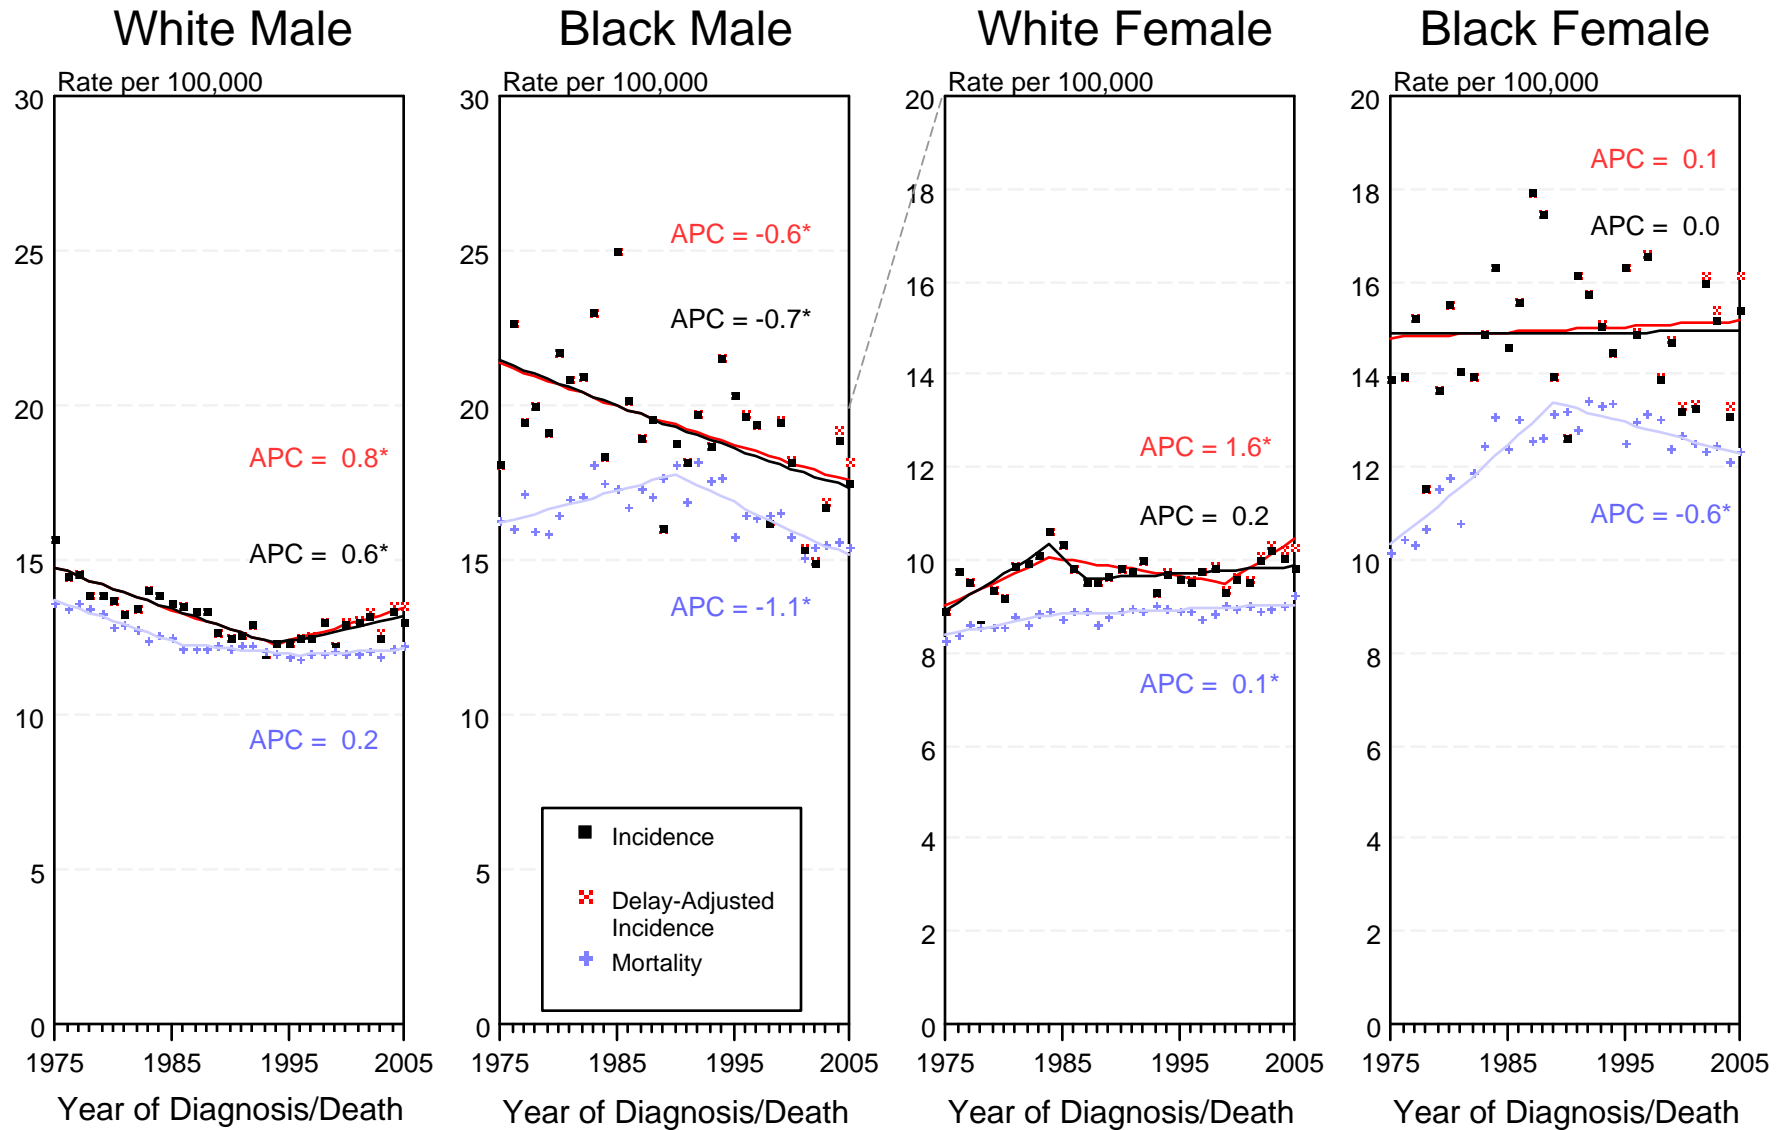 White Male
Black Male
White Female
Black Female
Rate per 100,000
Rate per 100,000
Rate per 100,000
Rate per 100,000
30
25
20
15
10
5
0
APC = 0.8*
APC = 0.6*
APC = 0.2
1975
1985
1995
2005
Year of Diagnosis/Death
30
25
20
15
10
5
0
APC = -0.6*
APC = -0.7*
APC = -1.1*
Incidence
Delay-Adjusted
Incidence
Mortality
1975
1985
1995
2005
Year of Diagnosis/Death
20
18
16
14
12
10
8
6
4
2
0
APC = 1.6*
APC = 0.2
APC = 0.1*
1975
1985
1995
2005
Year of Diagnosis/Death
20
18
16
14
12
10
8
6
4
2
0
APC = 0.1
APC = 0.0
APC = -0.6*
1975
1985
1995
2005
Year of Diagnosis/Death